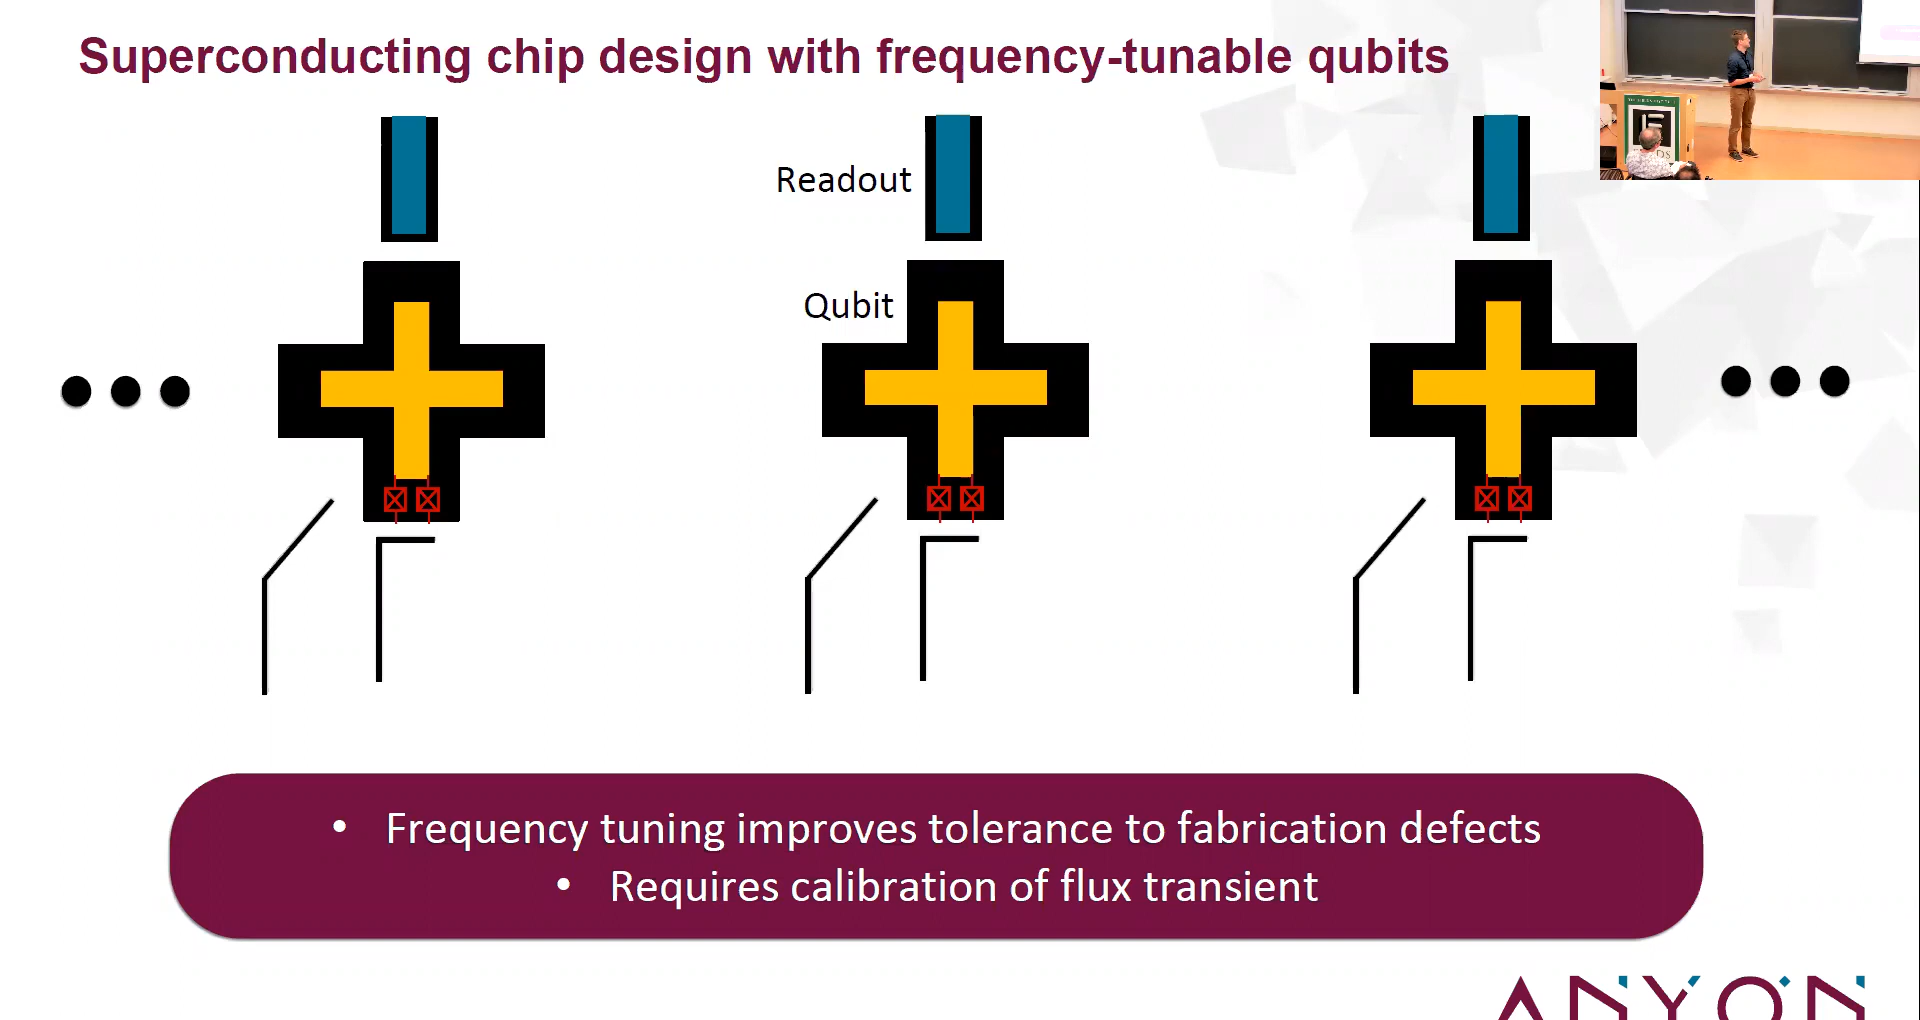 Superconducting chip design with frequency-tunable qubits
Readout
Qubit
• Frequency tuning improves tolerance to fabrication defects
• Requires calibration of flux transient
ANYON